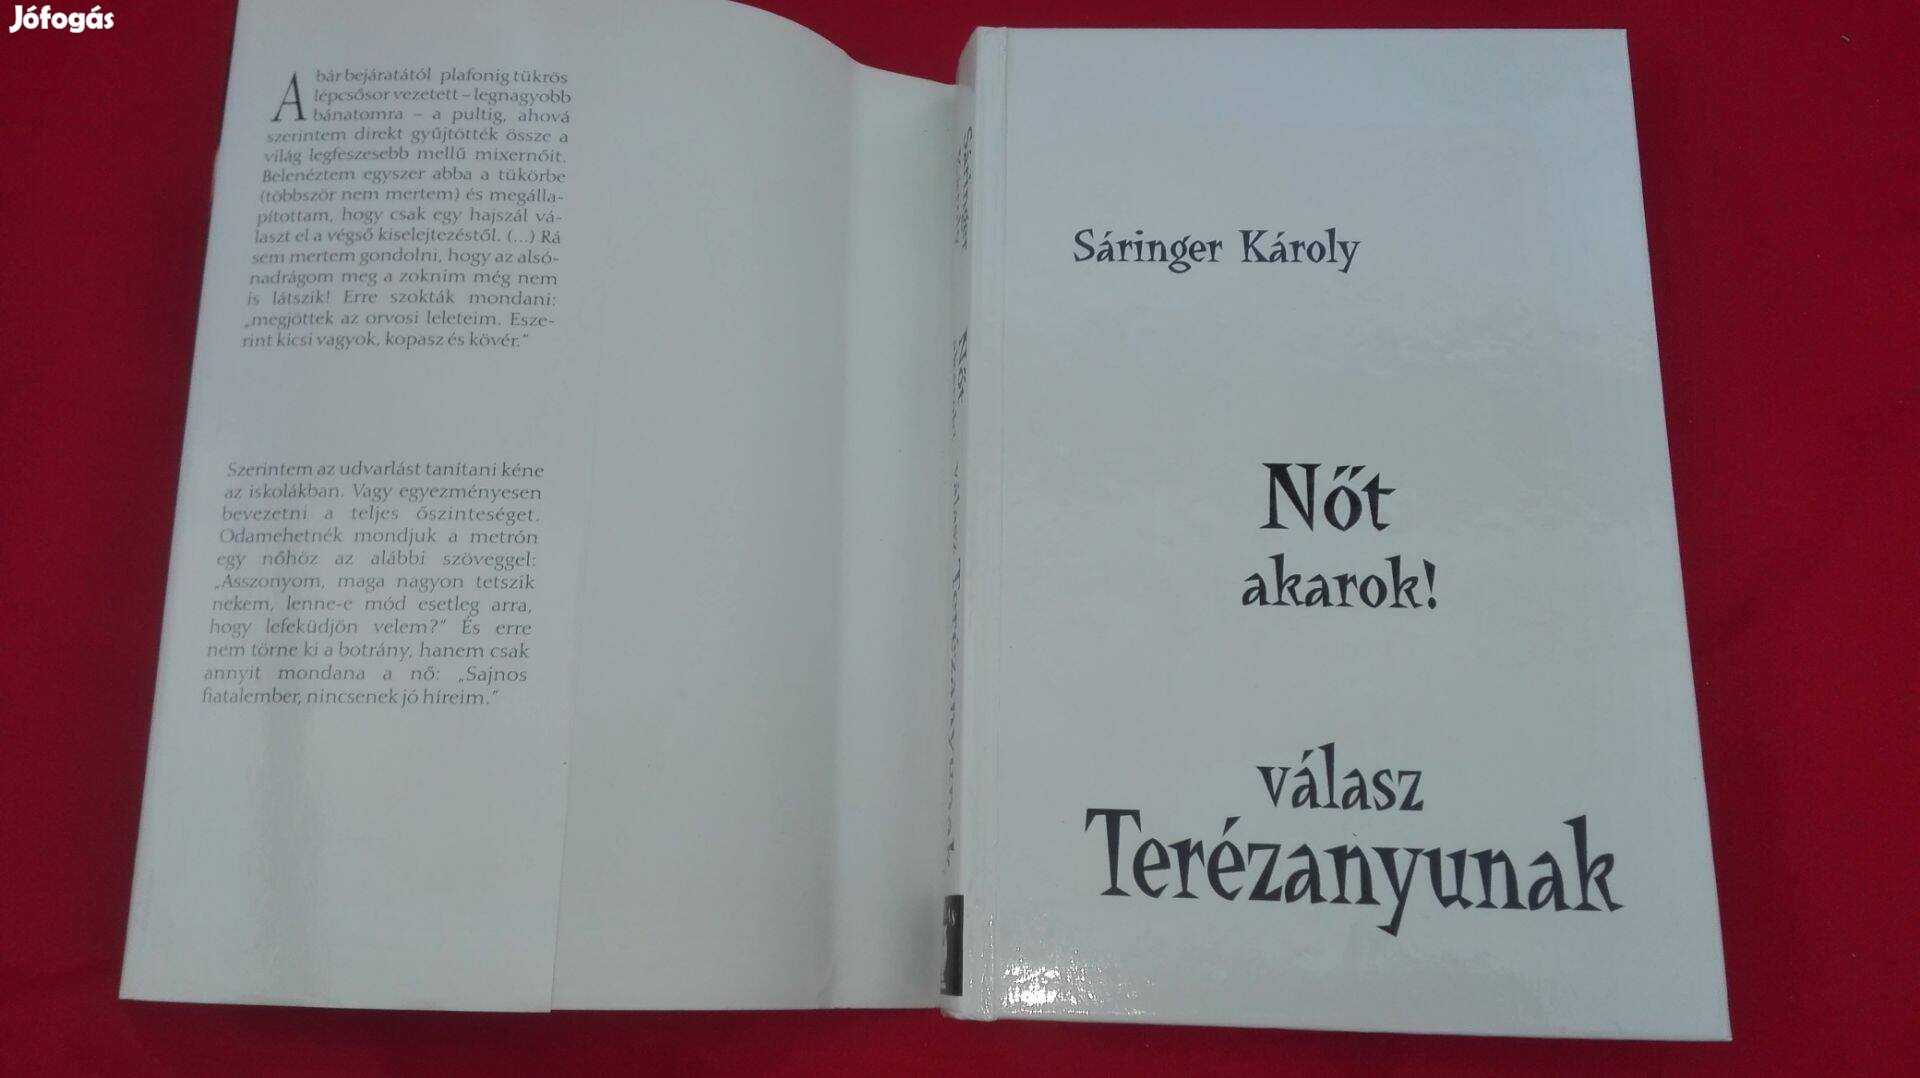 Jófogás
A bár bejáratától plafonig tükrös
lépcsősor vezetett – legnagyobb
bánatomra – a pultig, ahová
szerintem direkt gyűjtötték össze a
világ legfeszesebb mellű mixernőit.
Belenéztem egyszer abba a tükörbe
(többször nem mertem) és megálla-
pítottam, hogy csak egy hajszál vá-
laszt el a végső kiselejtezéstől. (...) Rá
sem mertem gondolni, hogy az alsó-
nadrágom meg a zoknim még nem
is látszik! Erre szokták mondani:
„megjöttek az orvosi leleteim. Esze-
rint kicsi vagyok, kopasz és kövér.”
Szerintem az udvarlást tanítani kéne
az iskolákban. Vagy egyezményesen
bevezetni a teljes őszinteséget.
Odamehetnék mondjuk a metrón
egy nőhöz az alábbi szöveggel:
„Asszonyom, maga nagyon tetszik
nekem, lenne-e mód esetleg arra,
hogy lefeküdjön velem?” És erre
nem törne ki a botrány, hanem csak
annyit mondana a nő: „Sajnos
fiatalember, nincsenek jó híreim.”
Sáringer
Nőt
válasz Terézanyunak
Sáringer Károly
Nőt
akarok!
válasz
Terézanyunak